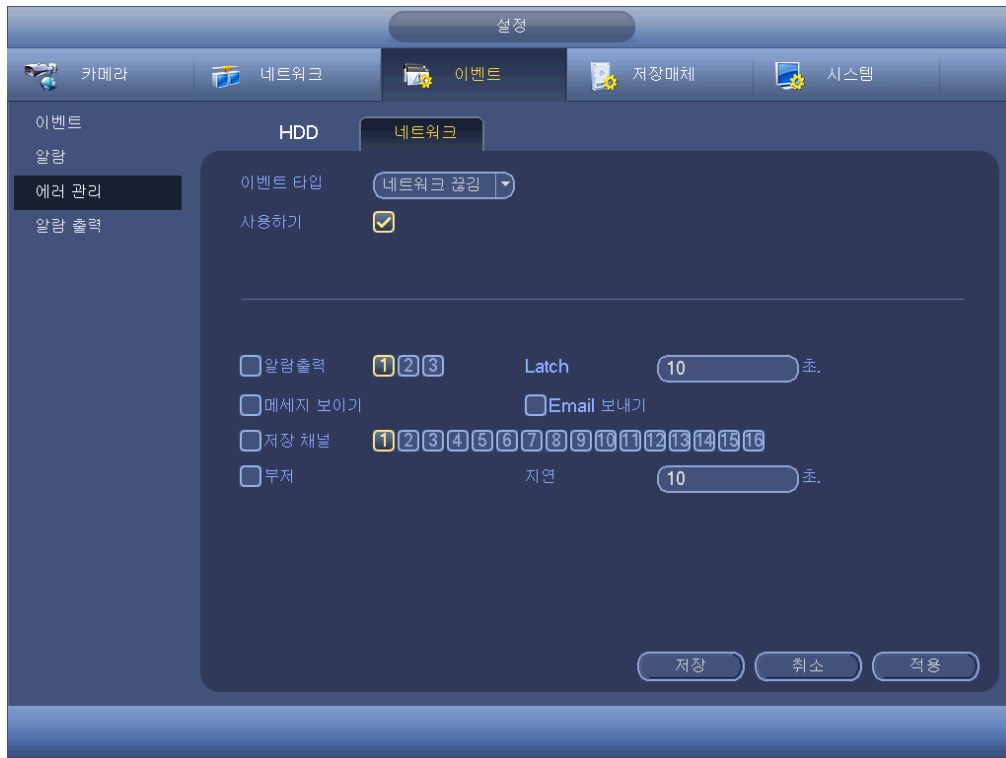 설정
카메라 네트워크 이벤트 저장매체 시스템
이벤트
알람
에러 관리
알람 출력
HDD 네트워크
이벤트 타입 네트워크 끊김
사용하기
알람출력 1 2 3 Latch 10 초.
메세지 보이기 Email 보내기
저장 채널 1 2 3 4 5 6 7 8 9 10 11 12 13 14 15 16
부저 지연 10 초.
저장 취소 적용